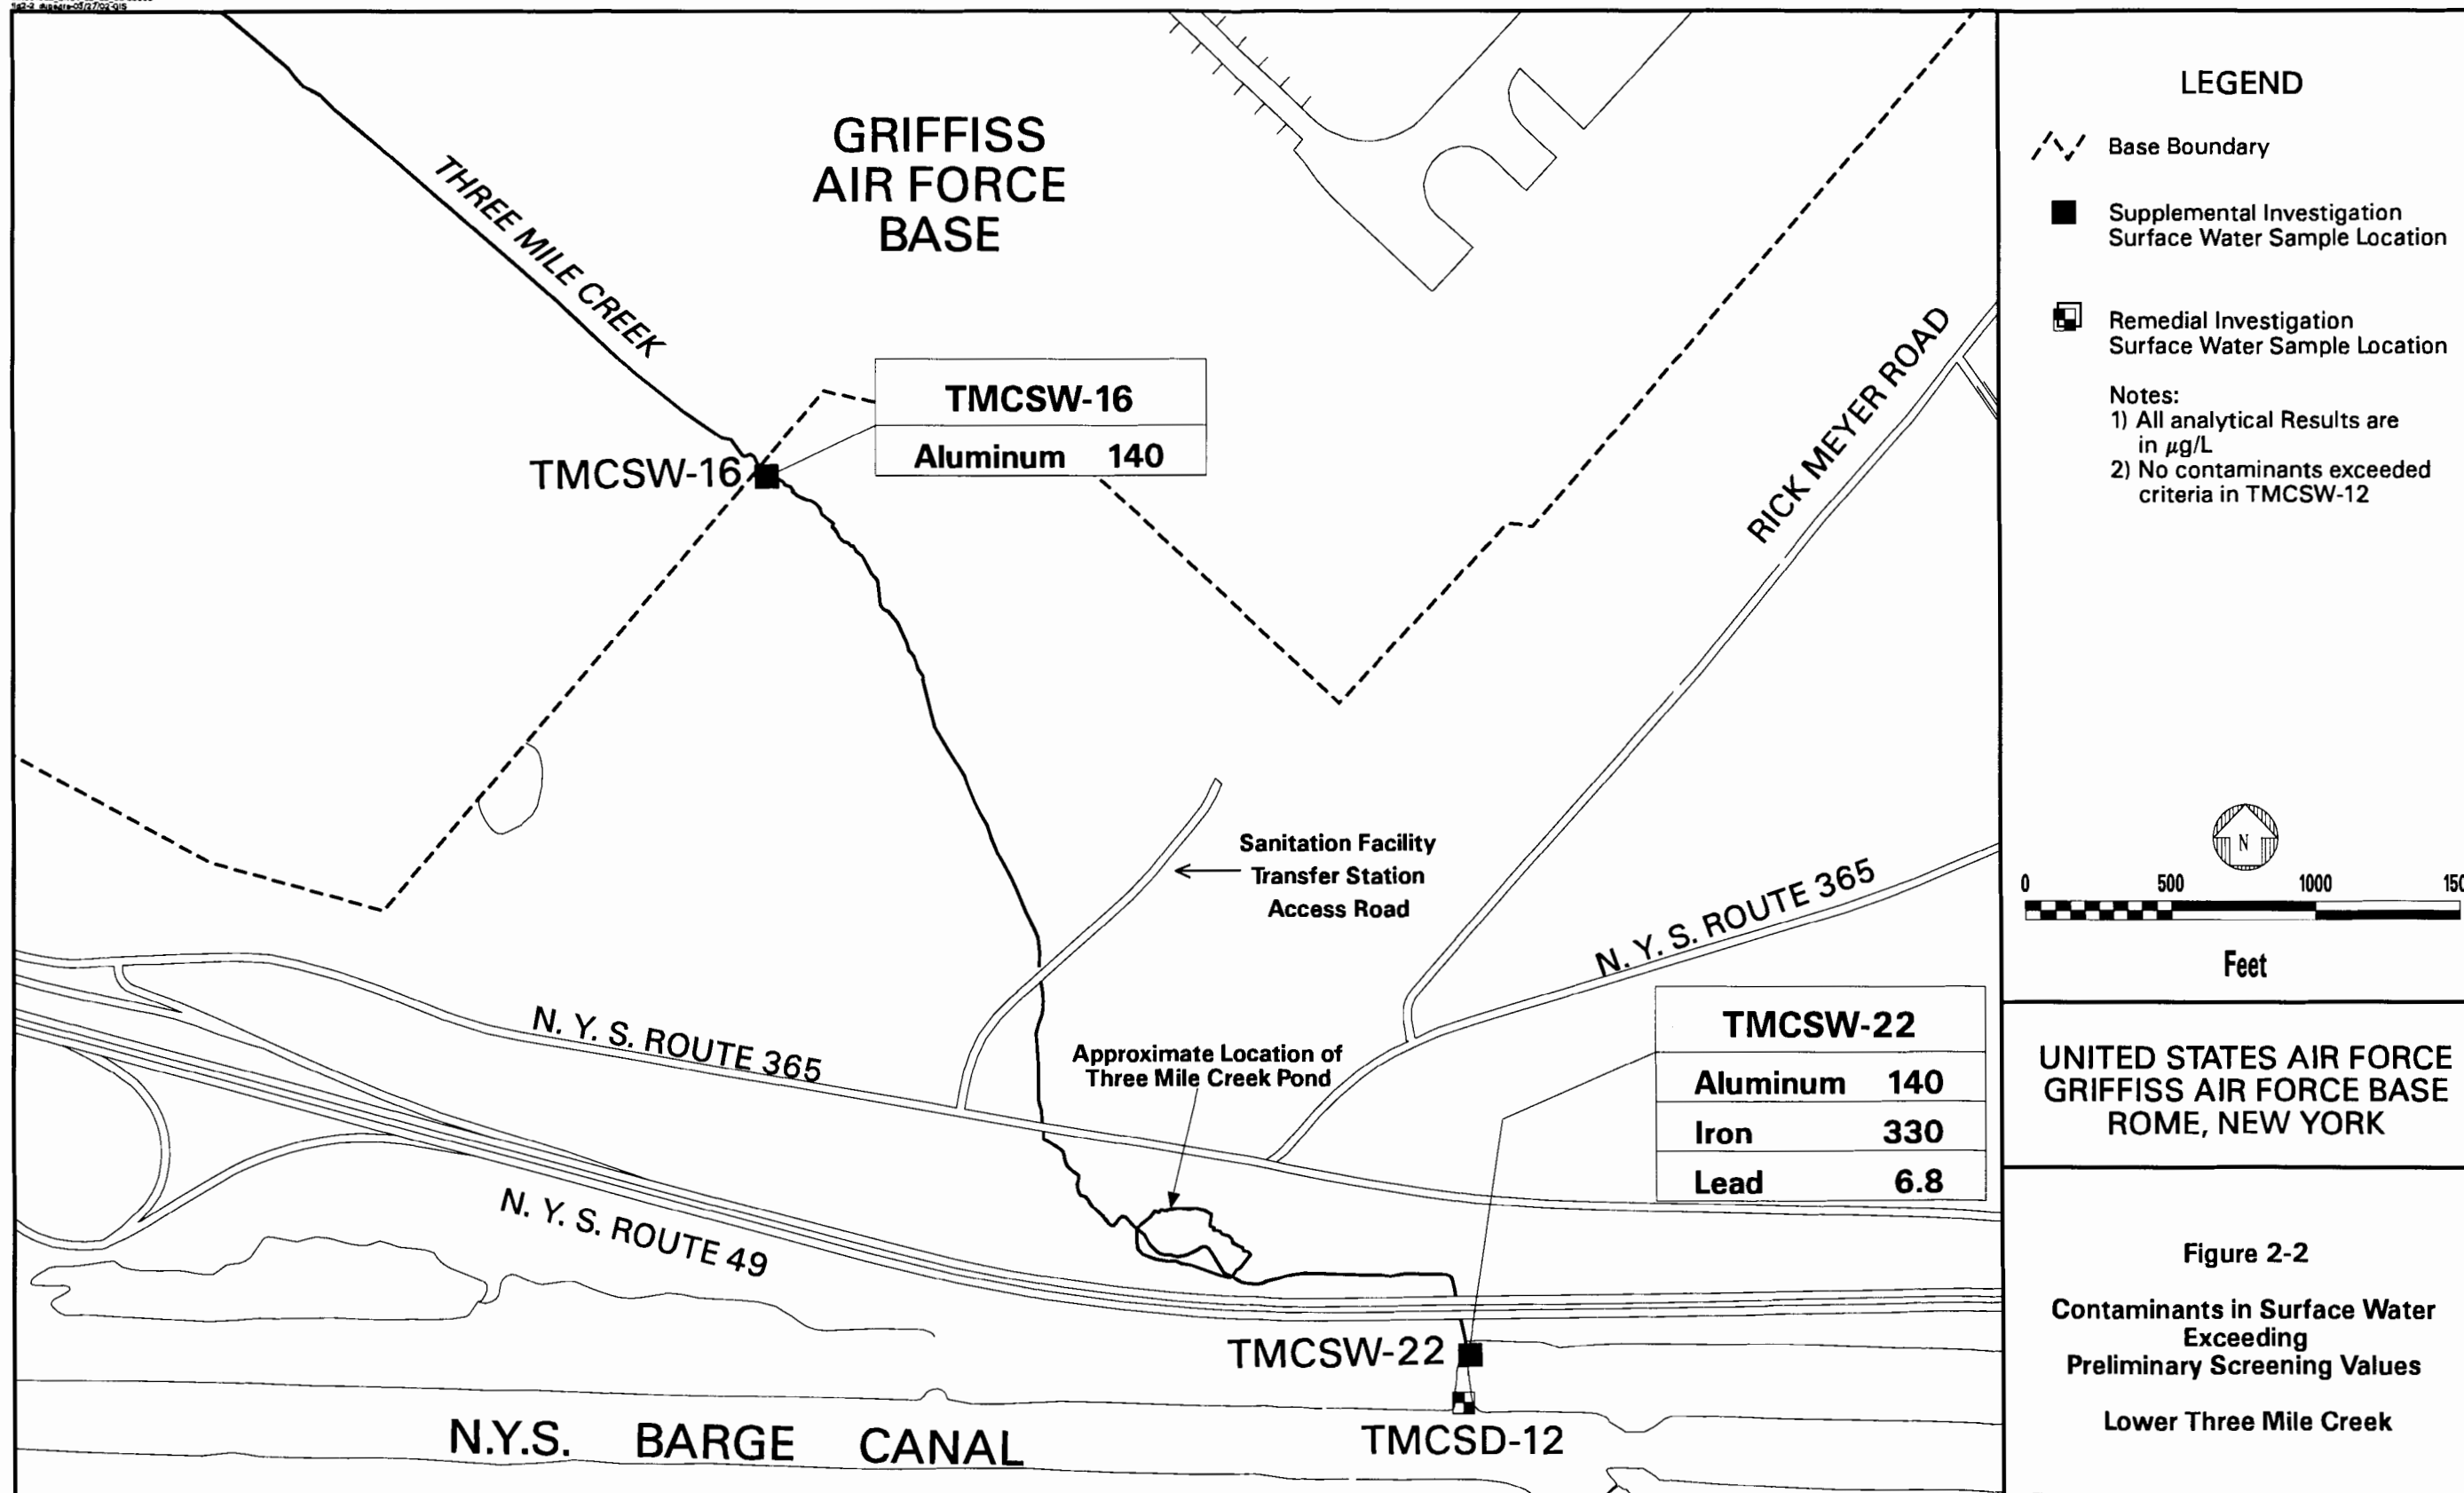 GRIFFISS
AIR FORCE
BASE
THREE MILE CREEK
TMCSW-16
Aluminum 140
TMCSW-16
RICK MEYER ROAD
Sanitation Facility
Transfer Station
Access Road
N. Y. S. ROUTE 365
N. Y. S. ROUTE 365
Approximate Location of
Three Mile Creek Pond
TMCSW-22
Aluminum 140
Iron 330
Lead 6.8
N. Y. S. ROUTE 49
TMCSW-22
TMCSD-12
N.Y.S. BARGE CANAL
LEGEND
Base Boundary
Supplemental Investigation
Surface Water Sample Location
Remedial Investigation
Surface Water Sample Location
Notes:
1) All analytical Results are
in µg/L
2) No contaminants exceeded
criteria in TMCSW-12
N
0 500 1000
Feet
UNITED STATES AIR FORCE
GRIFFISS AIR FORCE BASE
ROME, NEW YORK
Figure 2-2
Contaminants in Surface Water
Exceeding
Preliminary Screening Values
Lower Three Mile Creek